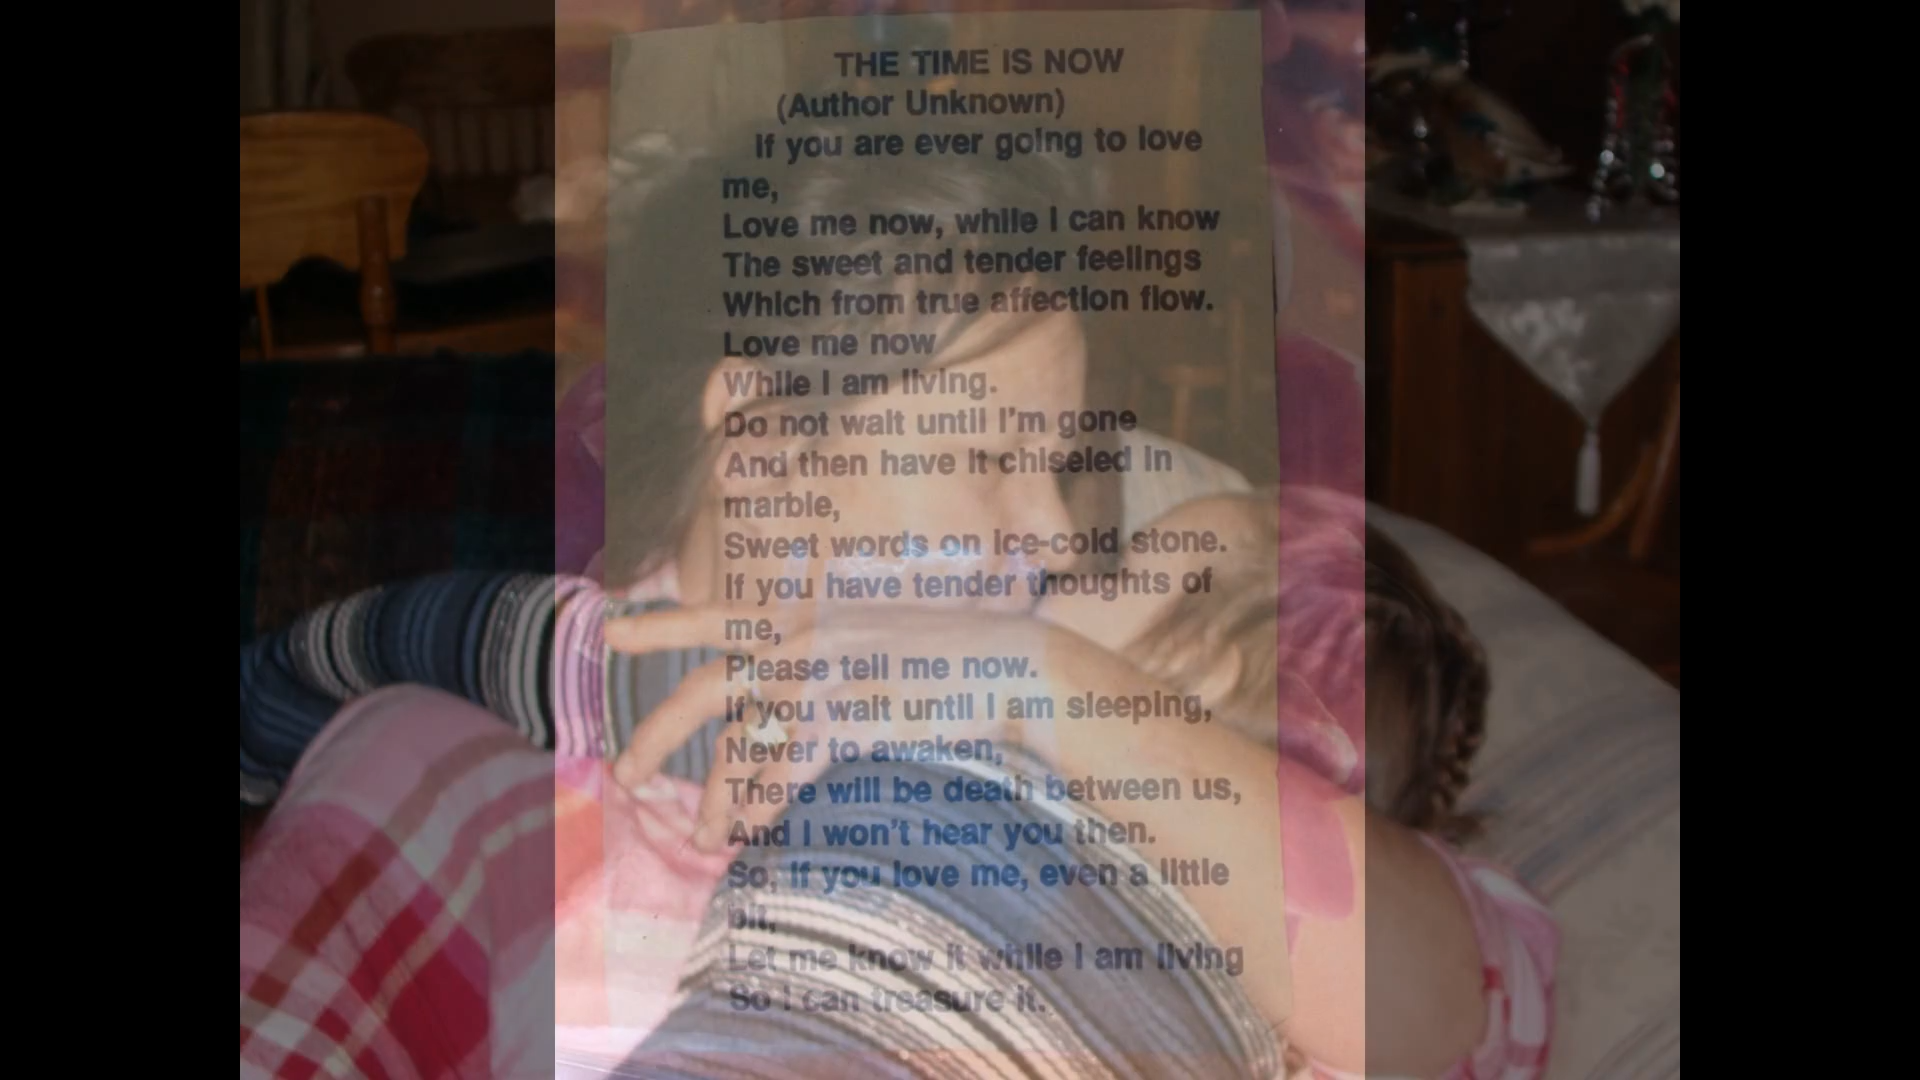 THE TIME IS NOW
(Author Unknown)
If you are ever going to love
me,
Love me now, while I can know
The sweet and tender feelings
Which from true affection flow.
Love me now
While I am living.
Do not wait until I'm gone
And then have it chiseled in
marble,
Sweet words on ice-cold stone.
If you have tender thoughts of
me,
Please tell me now.
If you wait until I am sleeping,
Never to awaken,
There will be death between us,
And I won't hear you then.
So, if you love me, even a little
bit,
Let me know it while I am living
So I can treasure it.